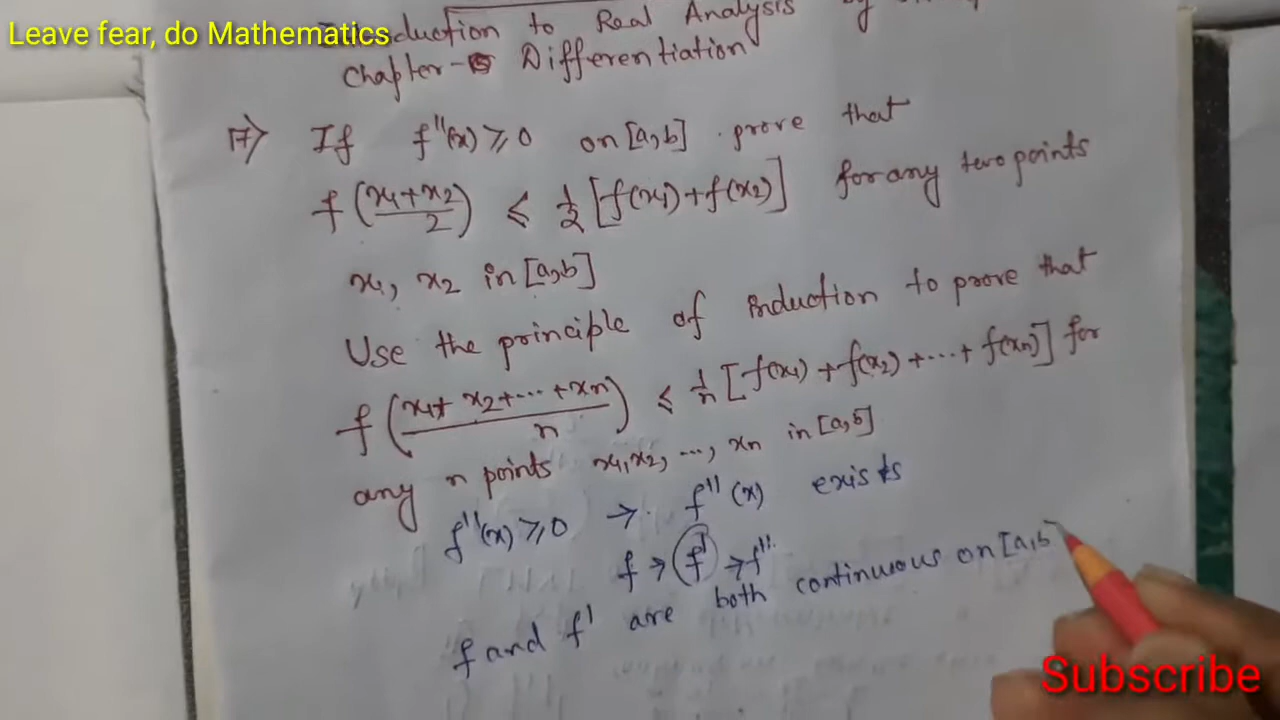 Leave fear, do Mathematics
Introduction to Real Analysis by
Chapter-5 Differentiation
17) If f''(x) ≥ 0 on [a,b] . prove that
f((x₁+x₂)/2) ≤ 1/2 [f(x₁)+f(x₂)] for any two points
x₁, x₂ in [a,b]
Use the principle of induction to prove that
f((x₁+x₂+...+xₙ)/n) ≤ 1/n [f(x₁)+f(x₂)+...+f(xₙ)] for
any n points x₁,x₂, ..., xₙ in [a,b]
f''(x) ≥ 0 → f''(x) exists
f → f' → f''
f and f' are both continuous on [a,b]
Subscribe